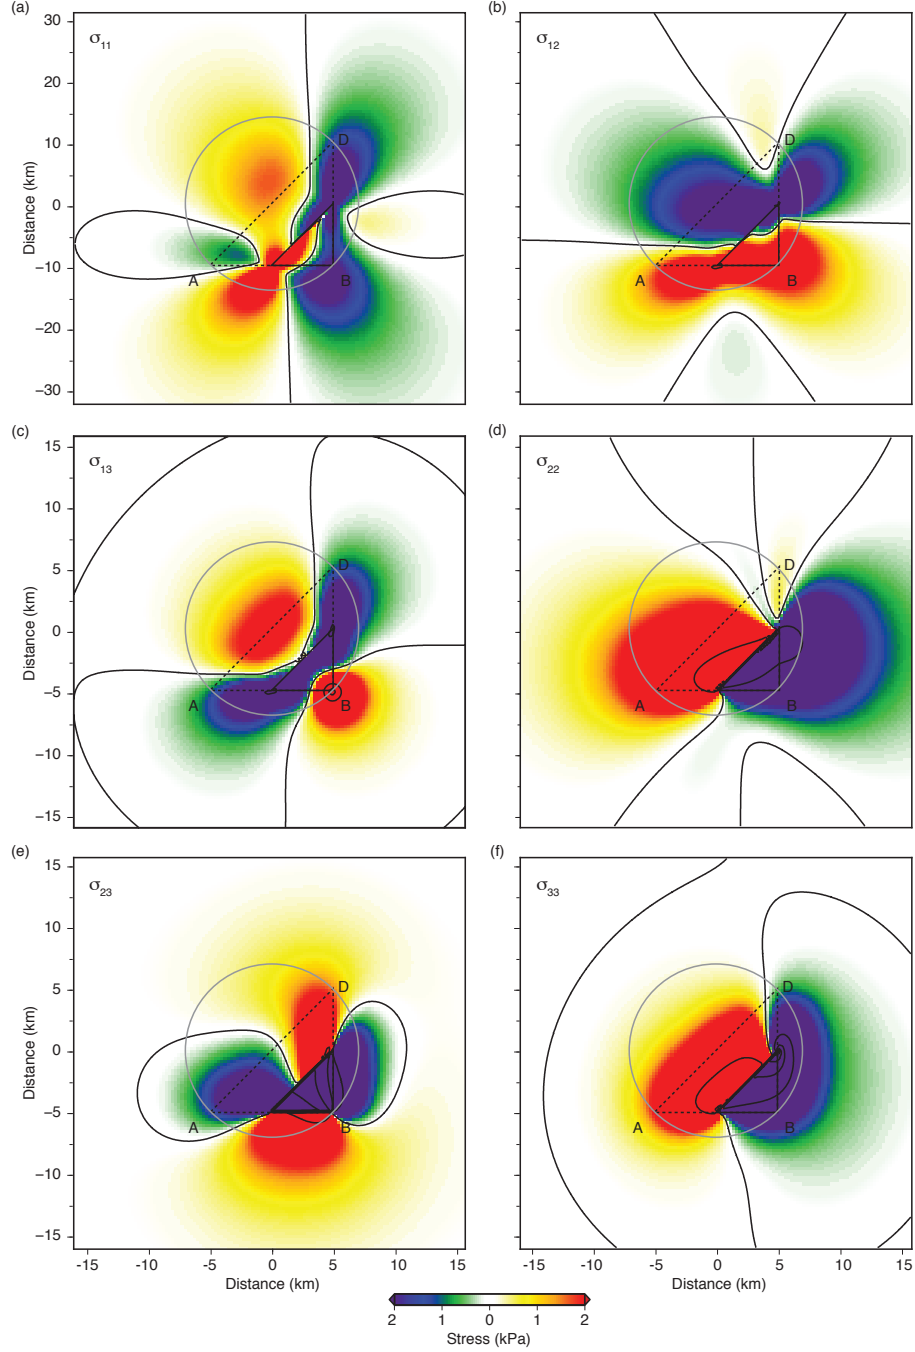 (a)
(b)
σ11
σ12
30
20
10
0
−10
−20
−30
Distance (km)
D
A
B
D
A
B
(c)
(d)
σ13
σ22
15
10
5
0
−5
−10
−15
Distance (km)
D
A
B
D
A
B
(e)
(f)
σ23
σ33
15
10
5
0
−5
−10
−15
Distance (km)
D
A
B
D
A
B
-15 -10 -5 0 5 10 15
-15 -10 -5 0 5 10 15
Distance (km)
Distance (km)
2 1 0 1 2
Stress (kPa)